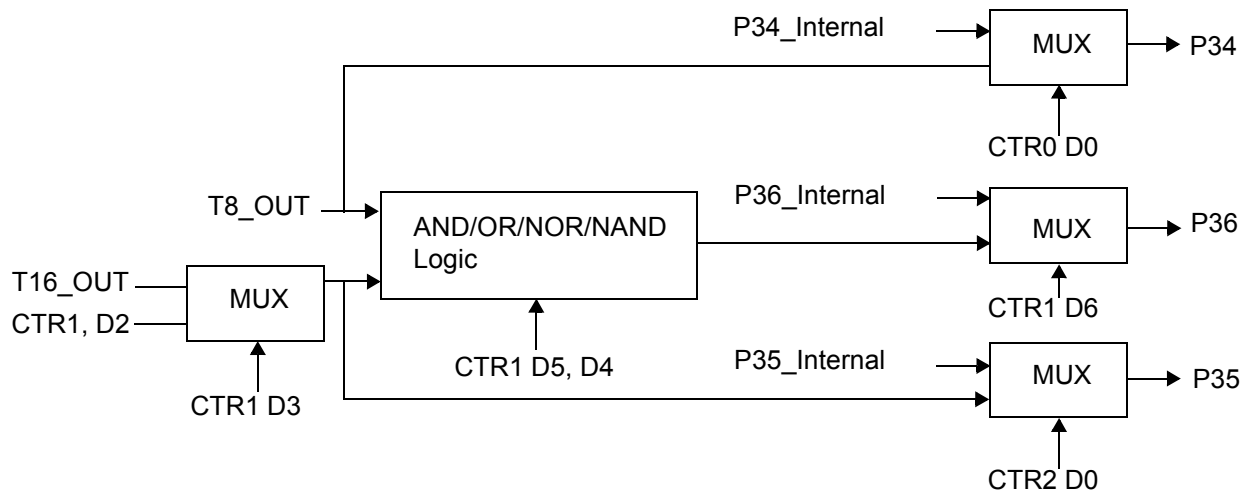 P34_Internal
MUX
P34
CTR0 D0
T8_OUT
AND/OR/NOR/NAND
Logic
P36_Internal
MUX
P36
T16_OUT
MUX
CTR1, D2
CTR1 D6
CTR1 D5, D4
P35_Internal
MUX
P35
CTR1 D3
CTR2 D0